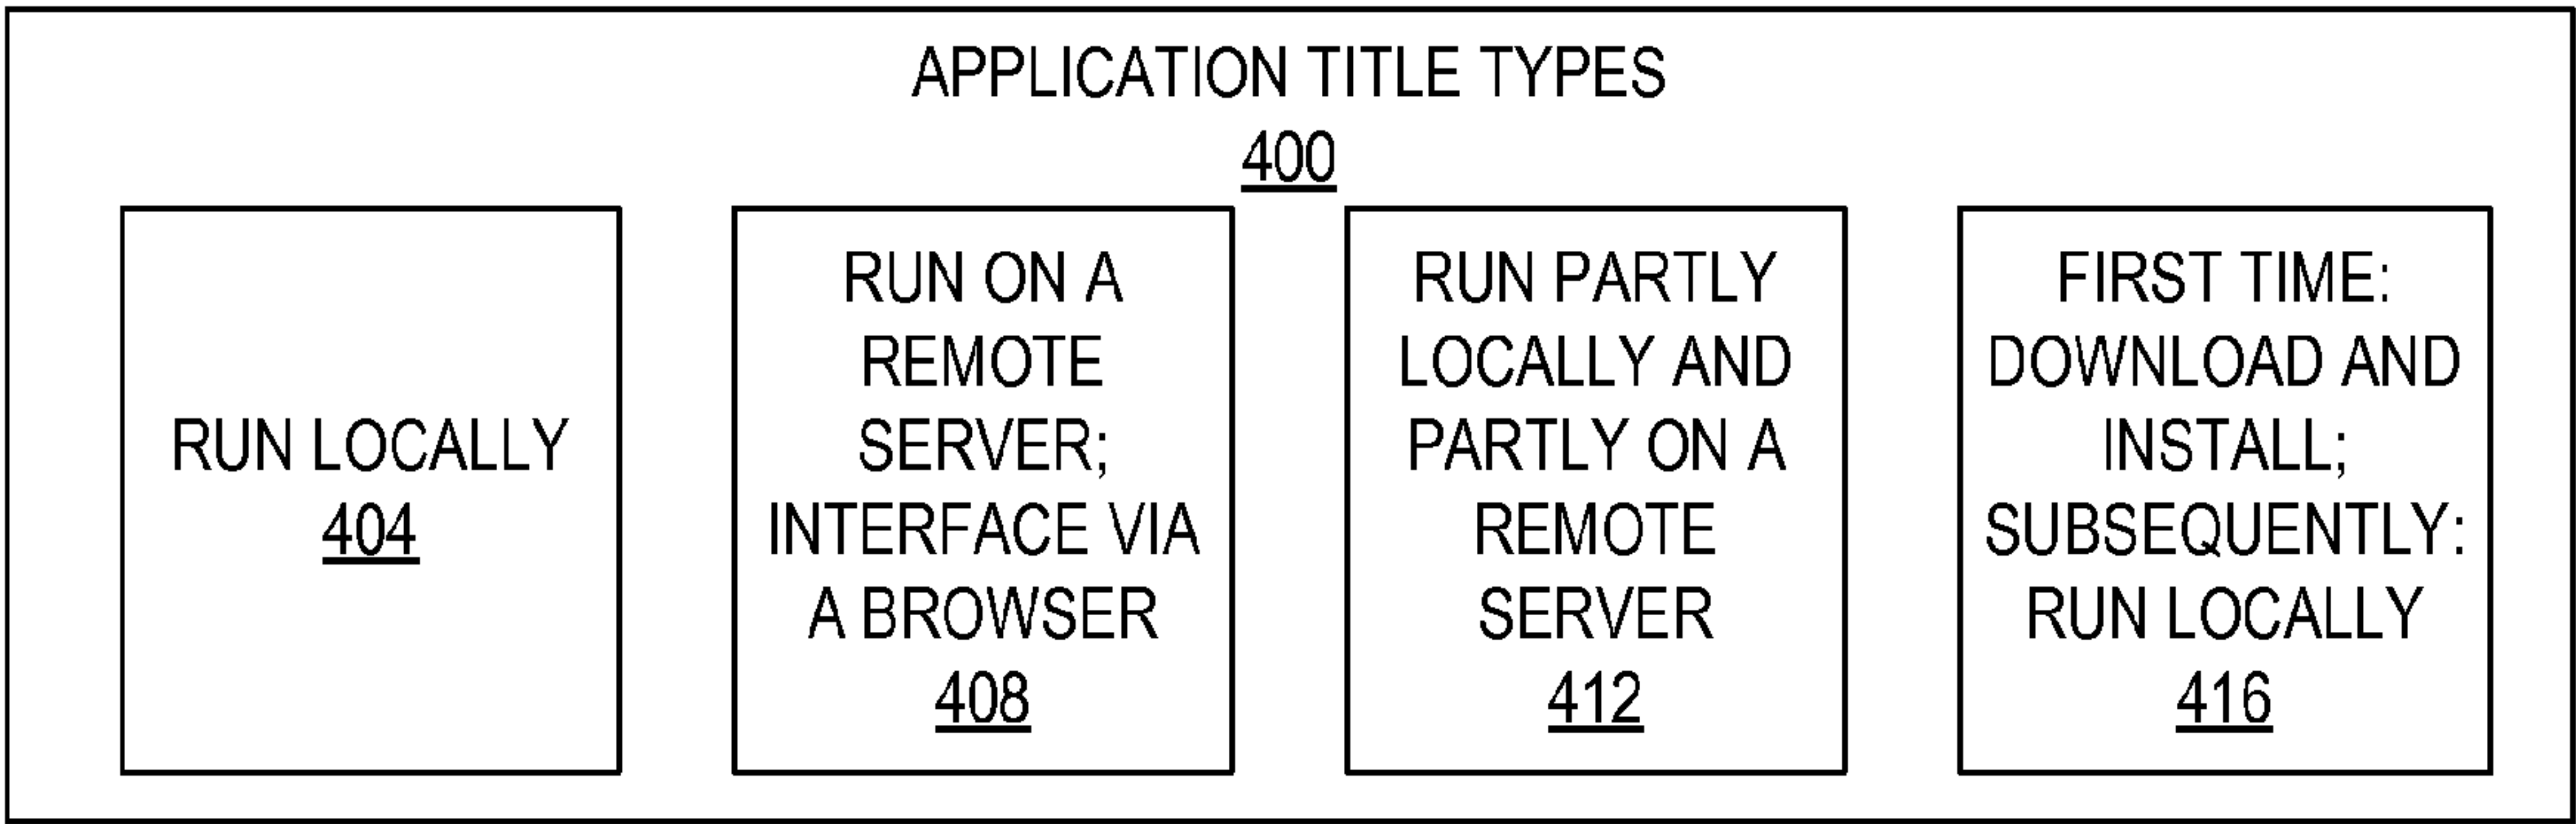 APPLICATION TITLE TYPES
400
RUN LOCALLY
404
RUN ON A
REMOTE
SERVER;
INTERFACE VIA
A BROWSER
408
RUN PARTLY
LOCALLY AND
PARTLY ON A
REMOTE
SERVER
412
FIRST TIME:
DOWNLOAD AND
INSTALL;
SUBSEQUENTLY:
RUN LOCALLY
416